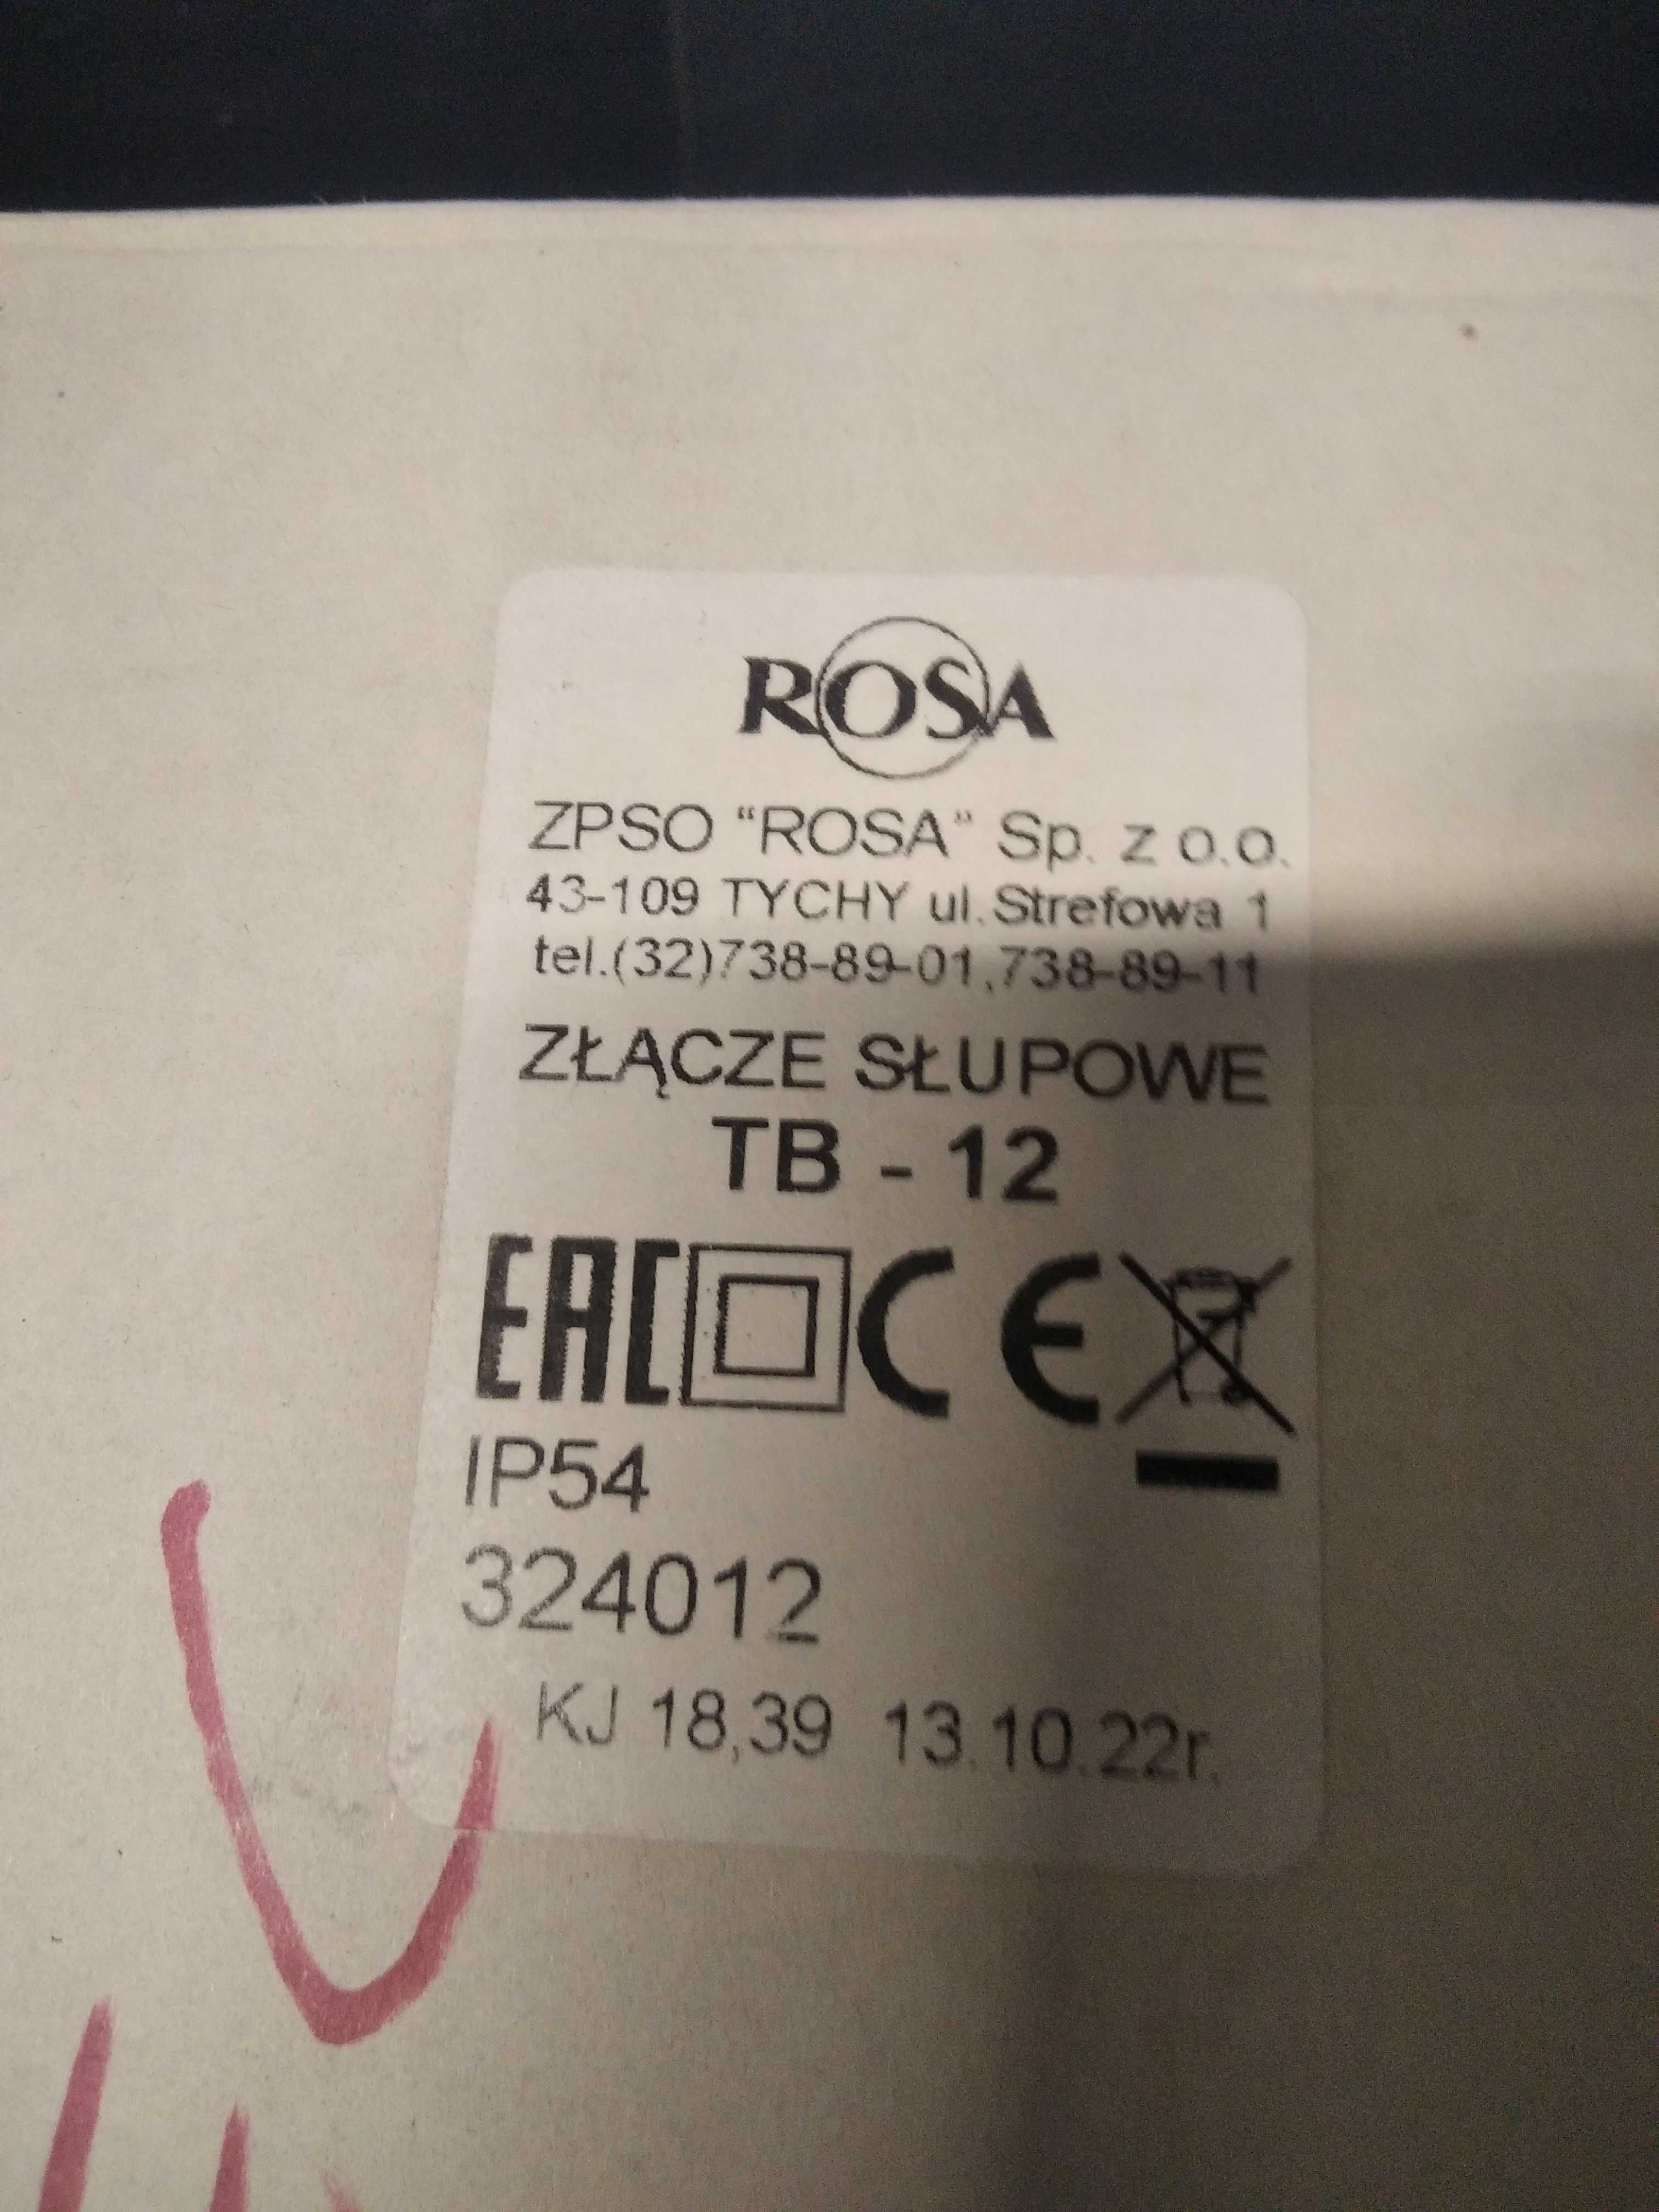 ROSA
ZPSO “ROSA” Sp. z o.o.
43-109 TYCHY ul.Strefowa 1
tel.(32)738-89-01,738-89-11
ZŁĄCZE SŁUPOWE
TB - 12
EAC CE
IP54
324012
KJ 18,39 13.10.22r.